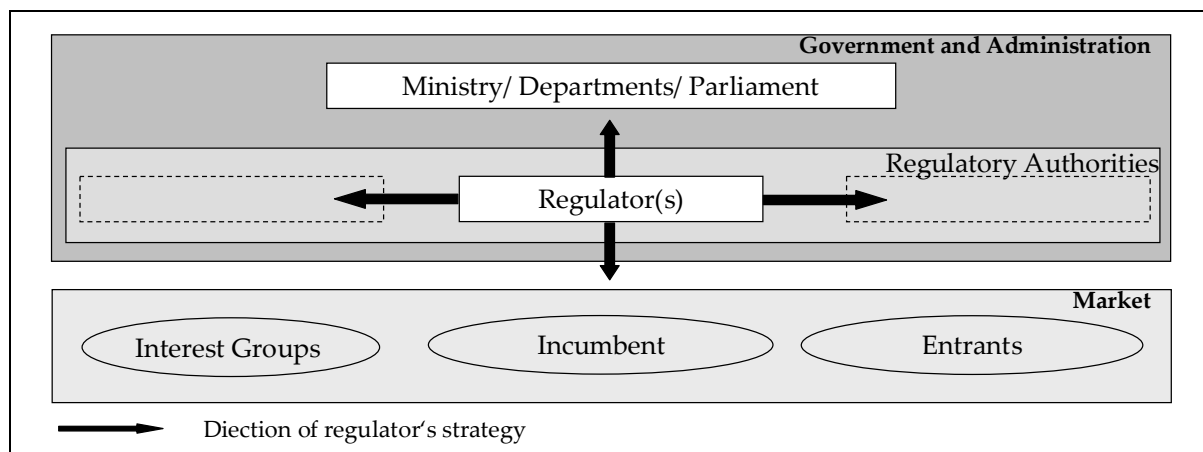 Government and Administration
Ministry/ Departments/ Parliament
Regulatory Authorities
Regulator(s)
Market
Interest Groups
Incumbent
Entrants
Diection of regulator‘s strategy